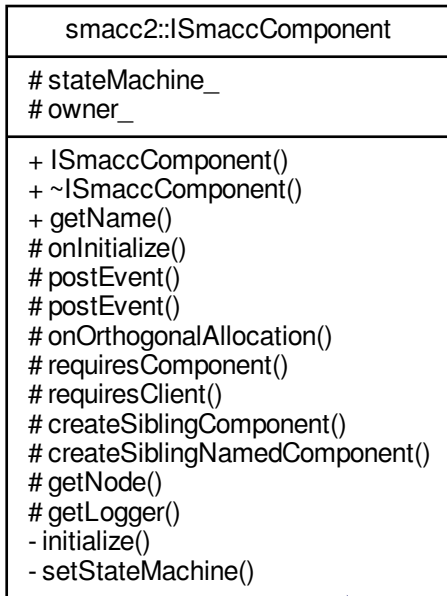 smacc2::ISmaccComponent
# stateMachine_
# owner_
+ ISmaccComponent()
+ ~ISmaccComponent()
+ getName()
# onInitialize()
# postEvent()
# postEvent()
# onOrthogonalAllocation()
# requiresComponent()
# requiresClient()
# createSiblingComponent()
# createSiblingNamedComponent()
# getNode()
# getLogger()
- initialize()
- setStateMachine()